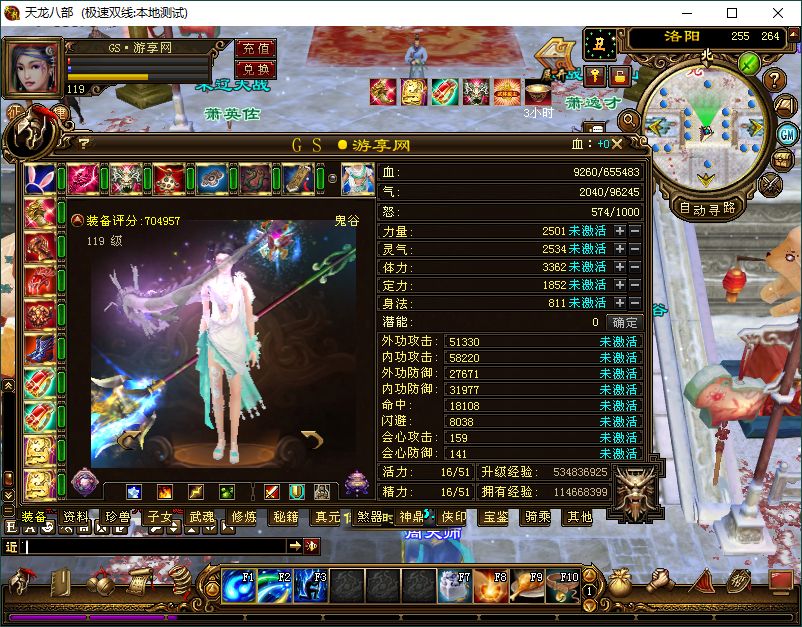 天龙八部 (极速双线:本地测试)
GS·游享网
充值
兑换
119
丑
洛阳 255 264
北
GM
自动寻路
萧英佐
萧逸才
3小时
GS●游享网
血：+0
装备评分:704957
鬼谷
119 级
血: 9260/655483
气: 2040/96245
怒: 574/1000
力量: 2501 未激活 + -
灵气: 2534 未激活 + -
体力: 3362 未激活 + -
定力: 1852 未激活 + -
身法: 811 未激活 + -
潜能: 0 确定
外功攻击: 51330 未激活
内功攻击: 58220 未激活
外功防御: 27671 未激活
内功防御: 31977 未激活
命中: 18108 未激活
闪避: 8038 未激活
会心攻击: 159 未激活
会心防御: 141 未激活
活力: 16/51 升级经验: 534836925
精力: 16/51 拥有经验: 114668399
装备 资料 珍兽 子女 武魂 修炼 秘籍 真元 煞器 神鼎 侠印 宝鉴 骑乘 其他
近
F1 F2 F3 F7 F8 F9 F10
1